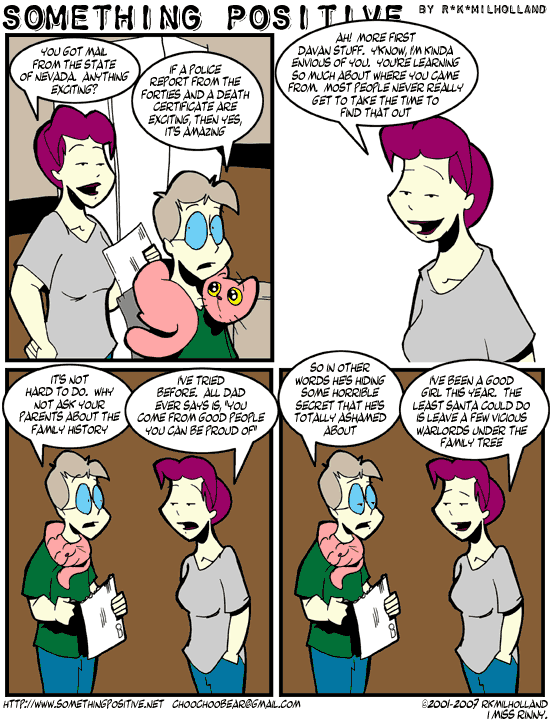 SOMETHING POSITIVE BY R*K*MILHOLLAND
YOU GOT MAIL
FROM THE STATE
OF NEVADA. ANYTHING
EXCITING?
IF A POLICE
REPORT FROM THE
FORTIES AND A DEATH
CERTIFICATE ARE
EXCITING, THEN YES,
IT'S AMAZING
AH! MORE FIRST
DAVAN STUFF. Y'KNOW, I'M KINDA
ENVIOUS OF YOU. YOU'RE LEARNING
SO MUCH ABOUT WHERE YOU CAME
FROM. MOST PEOPLE NEVER REALLY
GET TO TAKE THE TIME TO
FIND THAT OUT
IT'S NOT
HARD TO DO. WHY
NOT ASK YOUR
PARENTS ABOUT THE
FAMILY HISTORY
I'VE TRIED
BEFORE. ALL DAD
EVER SAYS IS, "YOU
COME FROM GOOD PEOPLE
YOU CAN BE PROUD OF"
SO IN OTHER
WORDS HE'S HIDING
SOME HORRIBLE
SECRET THAT HE'S
TOTALLY ASHAMED
ABOUT
I'VE BEEN A GOOD
GIRL THIS YEAR. THE
LEAST SANTA COULD DO
IS LEAVE A FEW VICIOUS
WARLORDS UNDER THE
FAMILY TREE
HTTP://WWW.SOMETHINGPOSITIVE.NET CHOOCHOOBEAR@GMAIL.COM
©2001-2007 RKMILHOLLAND
I MISS RINNY.